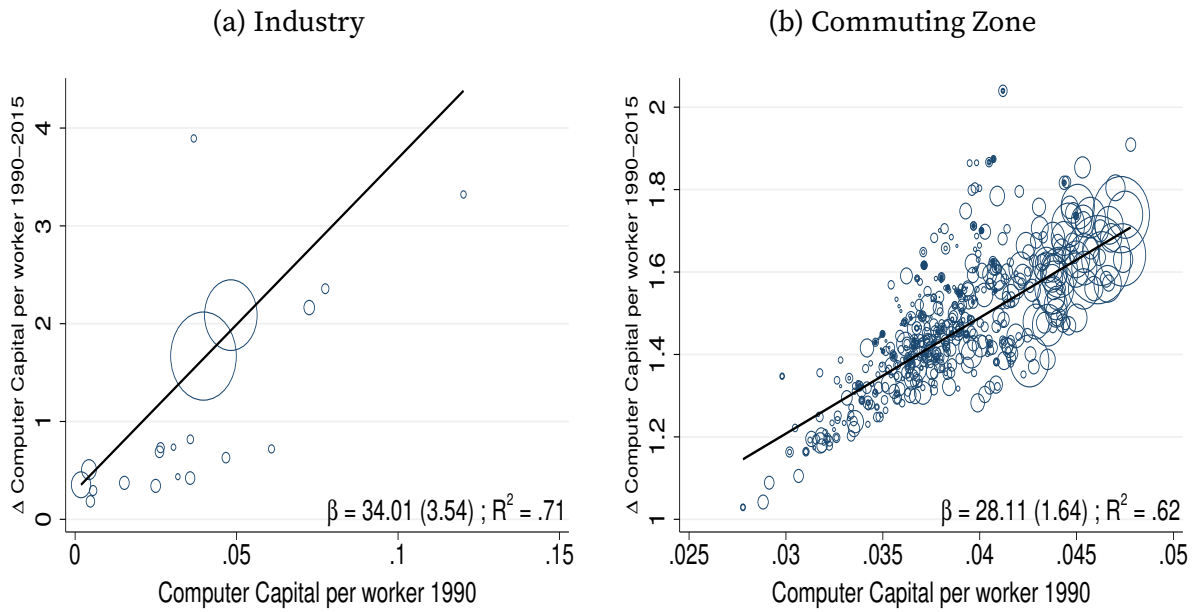 (a) Industry
Δ Computer Capital per worker 1990–2015
4
3
2
1
0
β = 34.01 (3.54) ; R² = .71
0 .05 .1 .15
Computer Capital per worker 1990
(b) Commuting Zone
Δ Computer Capital per worker 1990–2015
2
1.8
1.6
1.4
1.2
1
β = 28.11 (1.64) ; R² = .62
.025 .03 .035 .04 .045 .05
Computer Capital per worker 1990